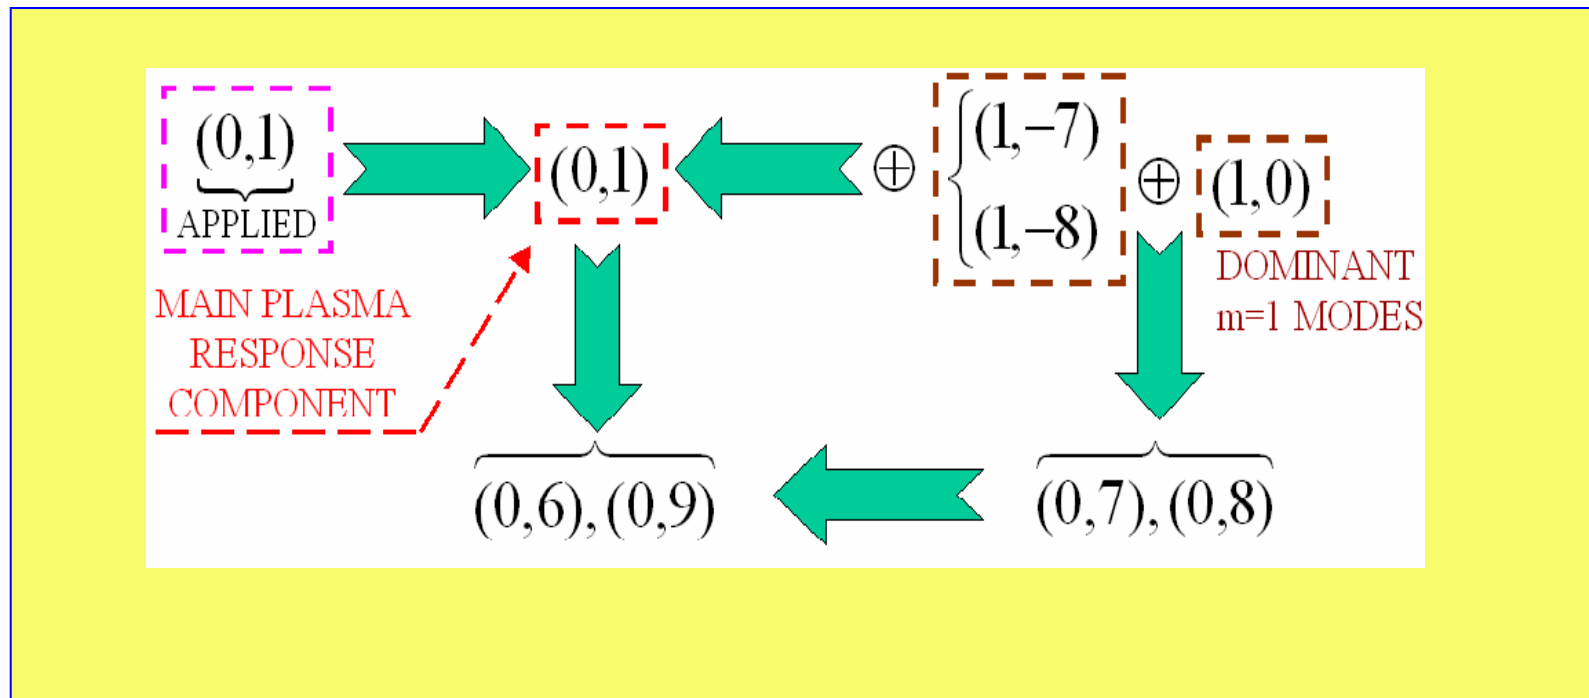 (0,1)
APPLIED
(0,1)
⊕
(1,−7)
(1,−8)
⊕
(1,0)
DOMINANT
m=1 MODES
MAIN PLASMA
RESPONSE
COMPONENT
(0,6),(0,9)
(0,7),(0,8)